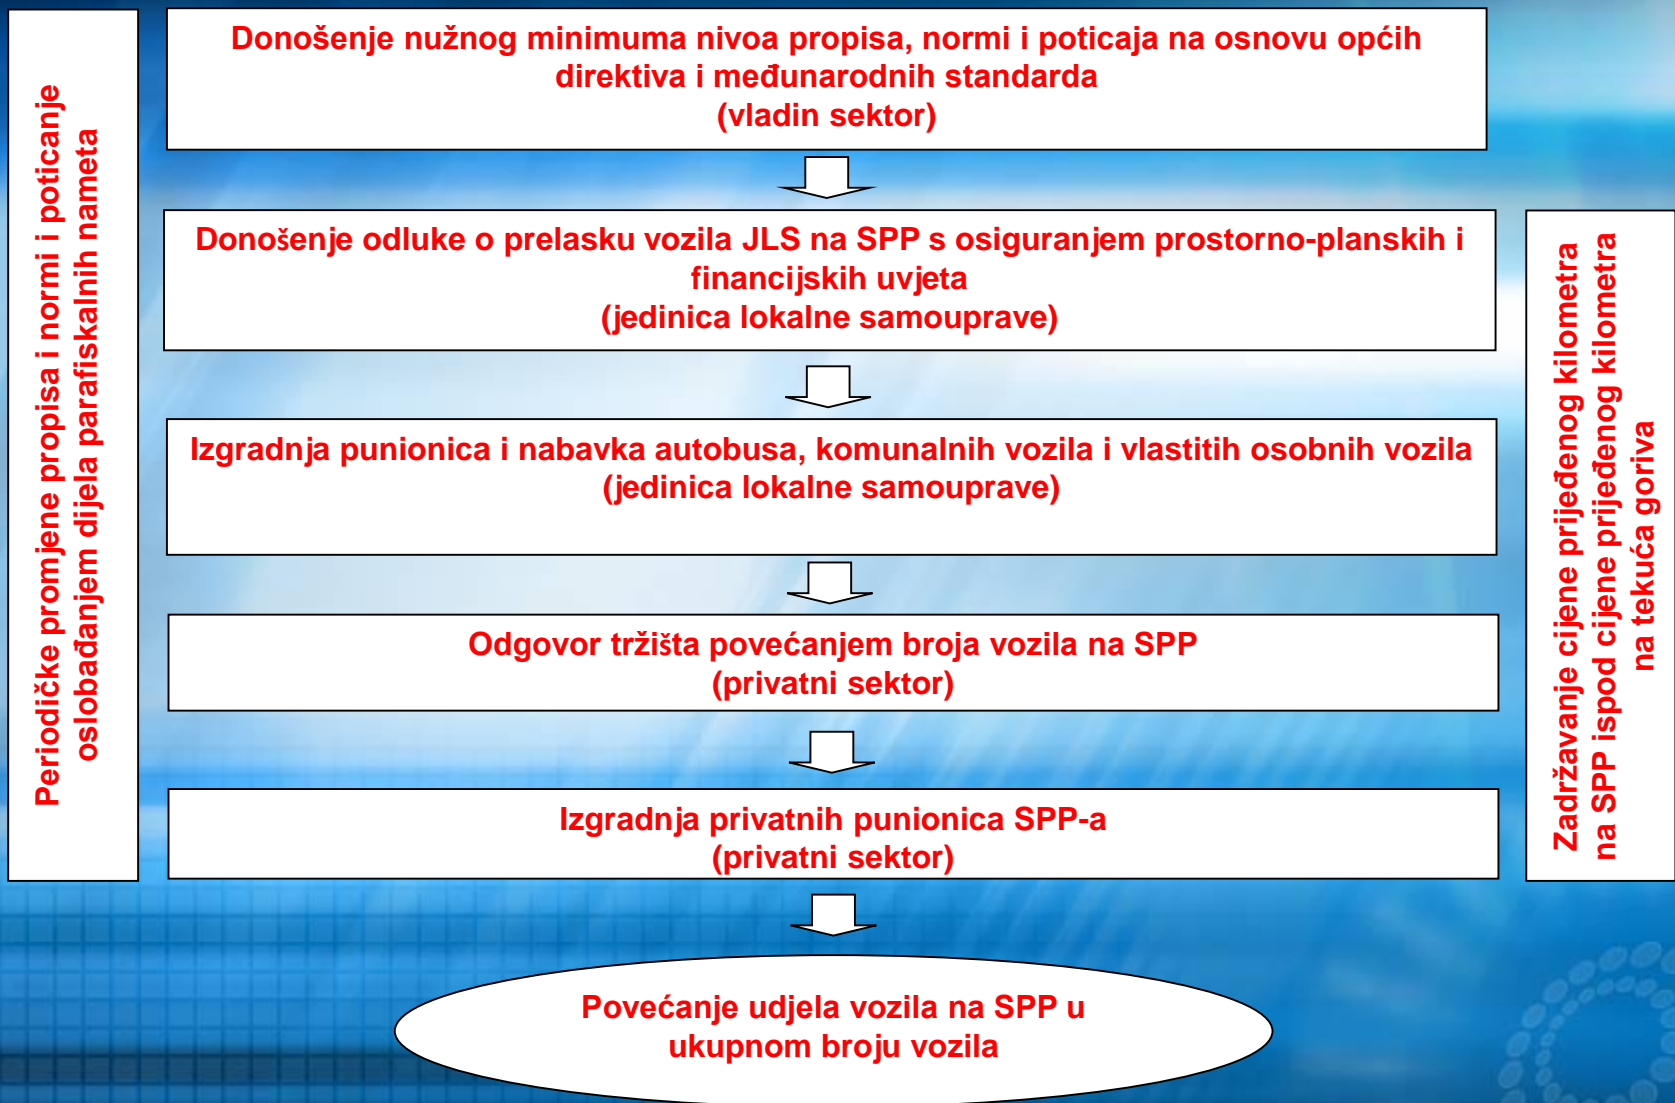 Periodičke promjene propisa i normi i poticanje
oslobađanjem dijela parafiskalnih nameta
Donošenje nužnog minimuma nivoa propisa, normi i poticaja na osnovu općih
direktiva i međunarodnih standarda
(vladin sektor)
Donošenje odluke o prelasku vozila JLS na SPP s osiguranjem prostorno-planskih i
financijskih uvjeta
(jedinica lokalne samouprave)
Izgradnja punionica i nabavka autobusa, komunalnih vozila i vlastitih osobnih vozila
(jedinica lokalne samouprave)
Odgovor tržišta povećanjem broja vozila na SPP
(privatni sektor)
Izgradnja privatnih punionica SPP-a
(privatni sektor)
Povećanje udjela vozila na SPP u
ukupnom broju vozila
Zadržavanje cijene prijeđenog kilometra
na SPP ispod cijene prijeđenog kilometra
na tekuća goriva